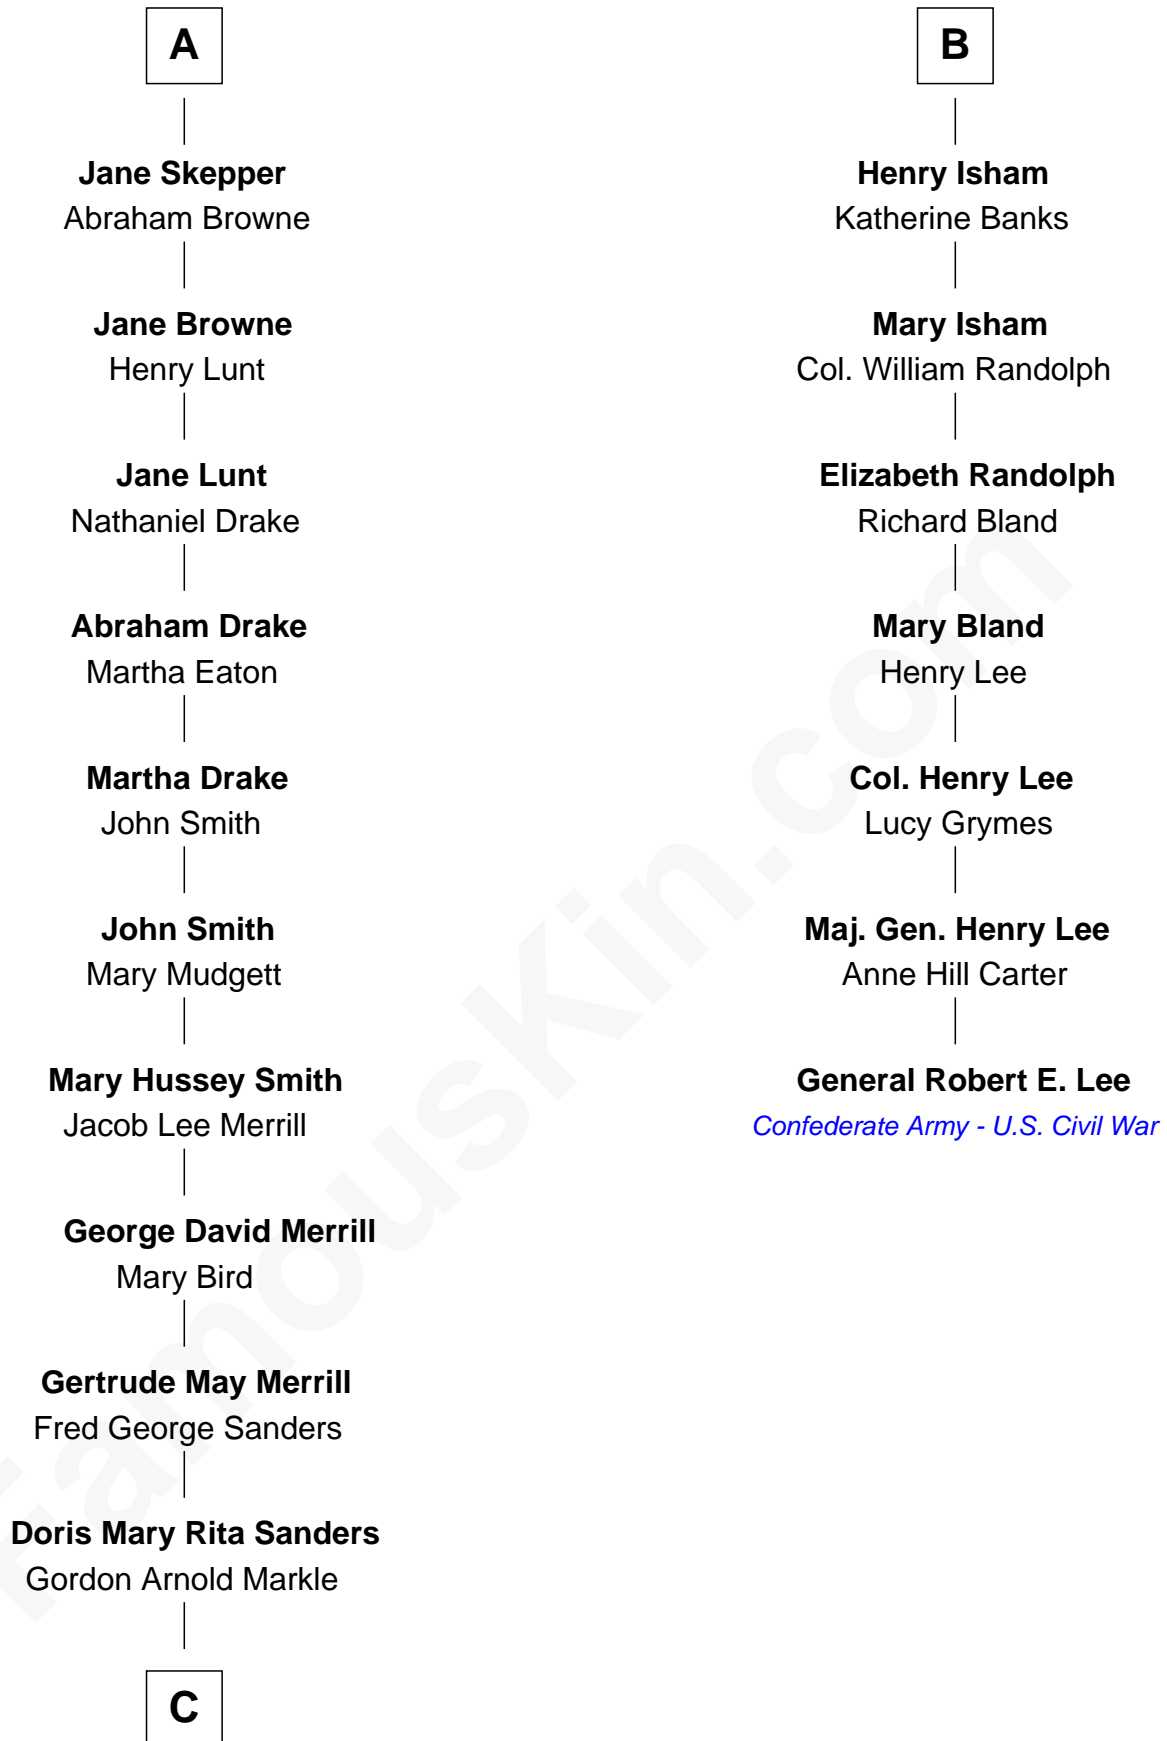 A
Jane Skepper
Abraham Browne
Jane Browne
Henry Lunt
Jane Lunt
Nathaniel Drake
Abraham Drake
Martha Eaton
Martha Drake
John Smith
John Smith
Mary Mudgett
Mary Hussey Smith
Jacob Lee Merrill
George David Merrill
Mary Bird
Gertrude May Merrill
Fred George Sanders
Doris Mary Rita Sanders
Gordon Arnold Markle
C
B
Henry Isham
Katherine Banks
Mary Isham
Col. William Randolph
Elizabeth Randolph
Richard Bland
Mary Bland
Henry Lee
Col. Henry Lee
Lucy Grymes
Maj. Gen. Henry Lee
Anne Hill Carter
General Robert E. Lee
Confederate Army - U.S. Civil War
FamousKin.com